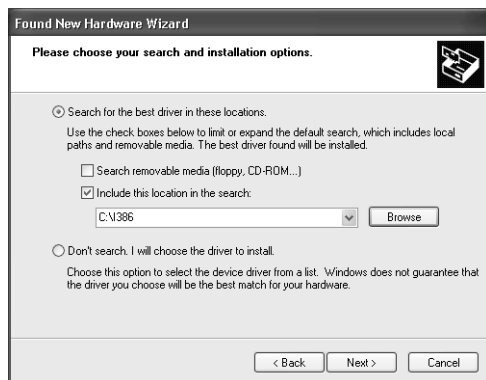 Found New Hardware Wizard
Please choose your search and installation options.
Search for the best driver in these locations.
Use the check boxes below to limit or expand the default search, which includes local
paths and removable media. The best driver found will be installed.
Search removable media (floppy, CD-ROM...)
Include this location in the search:
C:\I386
Browse
Don't search. I will choose the driver to install.
Choose this option to select the device driver from a list. Windows does not guarantee that
the driver you choose will be the best match for your hardware.
< Back Next > Cancel